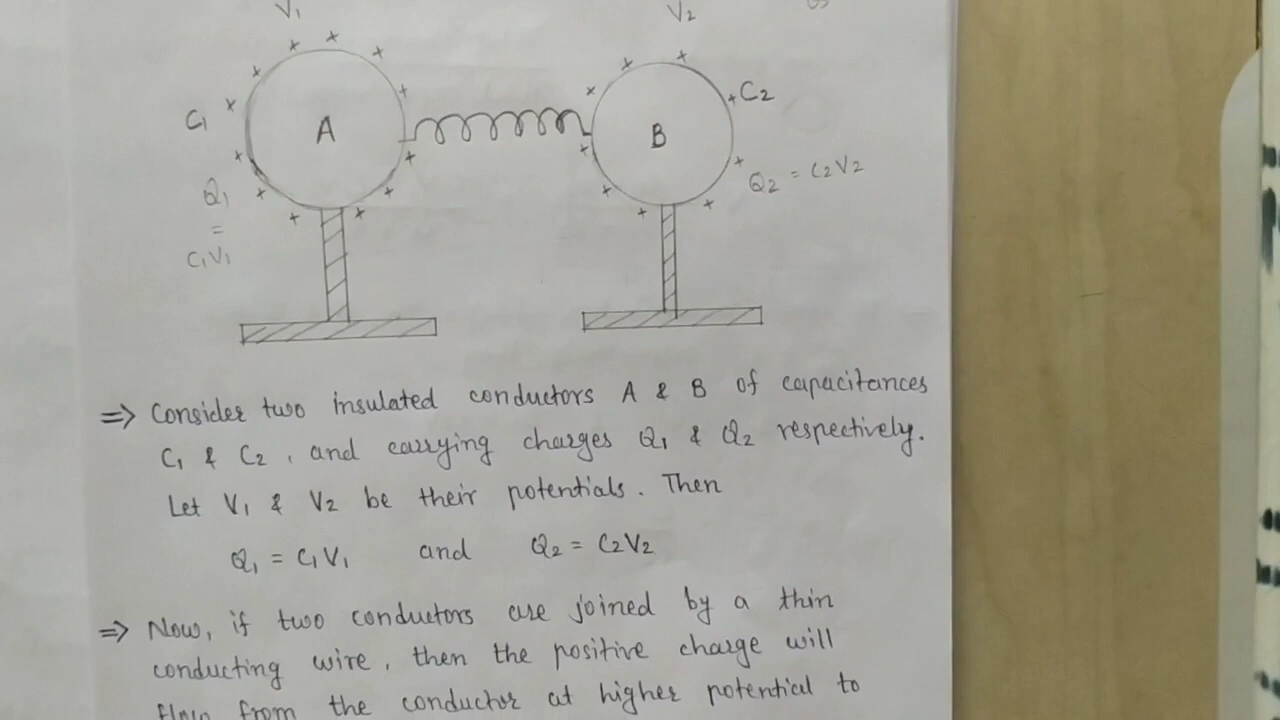 V1
V2
C1
A
B
C2
Q1
=
C1V1
Q2 = C2V2
=> Consider two insulated conductors A & B of capacitances
C1 & C2, and carrying charges Q1 & Q2 respectively.
Let V1 & V2 be their potentials. Then
Q1 = C1V1 and Q2 = C2V2
=> Now, if two conductors are joined by a thin
conducting wire, then the positive charge will
flow from the conductor at higher potential to